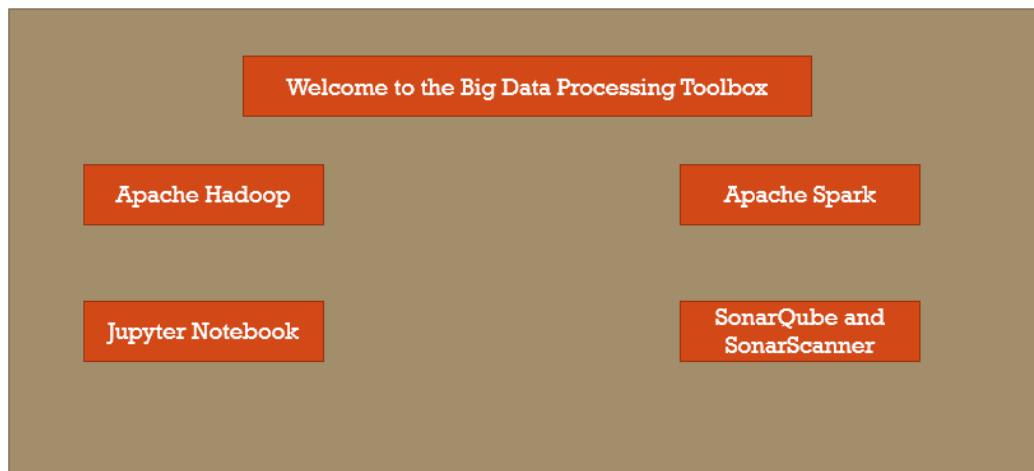 Welcome to the Big Data Processing Toolbox
Apache Hadoop
Apache Spark
Jupyter Notebook
SonarQube and
SonarScanner